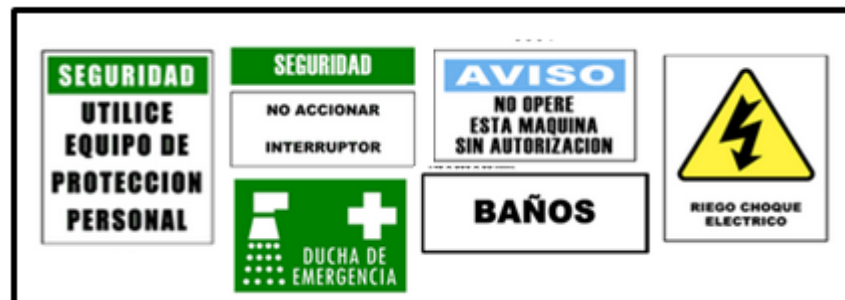 SEGURIDAD
UTILICE
EQUIPO DE
PROTECCION
PERSONAL
SEGURIDAD
NO ACCIONAR
INTERRUPTOR
DUCHA DE
EMERGENCIA
AVISO
NO OPERE
ESTA MAQUINA
SIN AUTORIZACION
BAÑOS
RIEGO CHOQUE
ELECTRICO